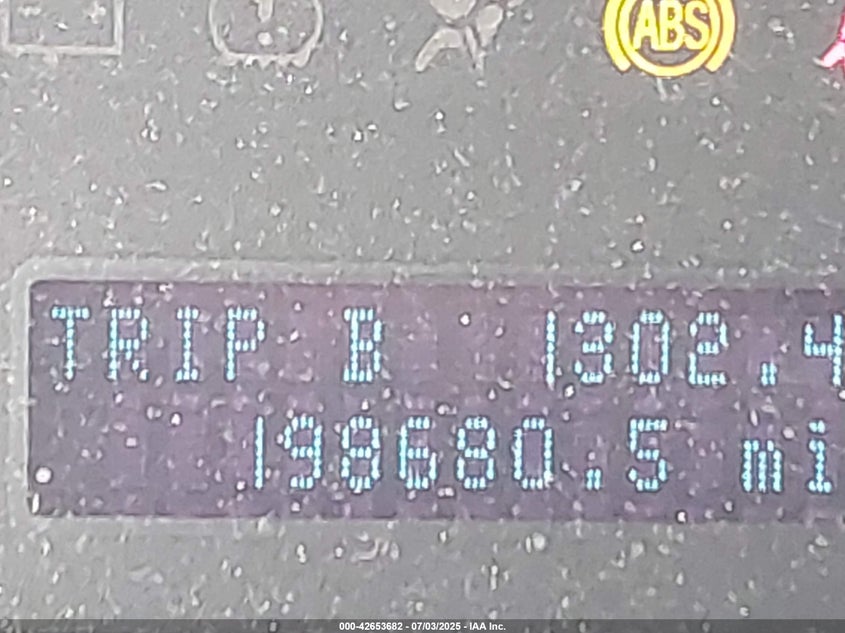 ABS
TRIP B 1302.4
198680.5 mi
000-42653682 - 07/03/2025 - IAA Inc.